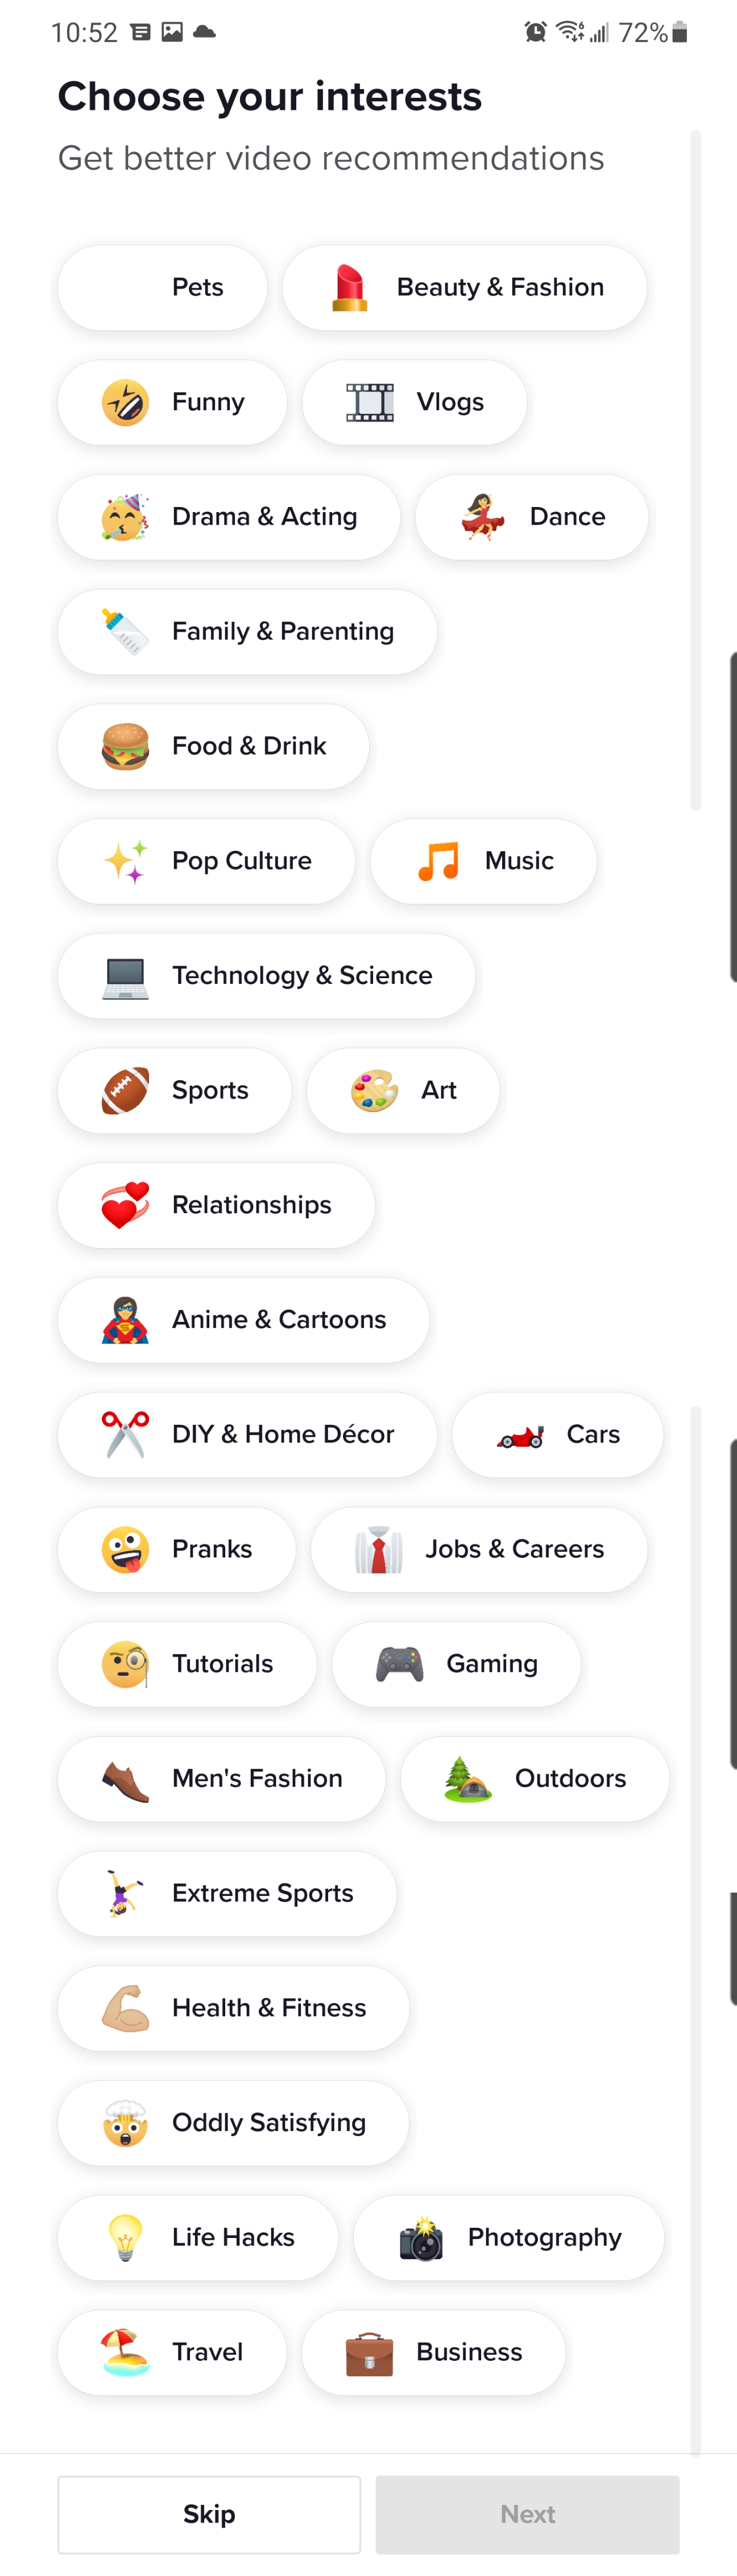 10:52 72%
Choose your interests
Get better video recommendations
Pets Beauty & Fashion
Funny Vlogs
Drama & Acting Dance
Family & Parenting
Food & Drink
Pop Culture Music
Technology & Science
Sports Art
Relationships
Anime & Cartoons
DIY & Home Décor Cars
Pranks Jobs & Careers
Tutorials Gaming
Men's Fashion Outdoors
Extreme Sports
Health & Fitness
Oddly Satisfying
Life Hacks Photography
Travel Business
Skip Next